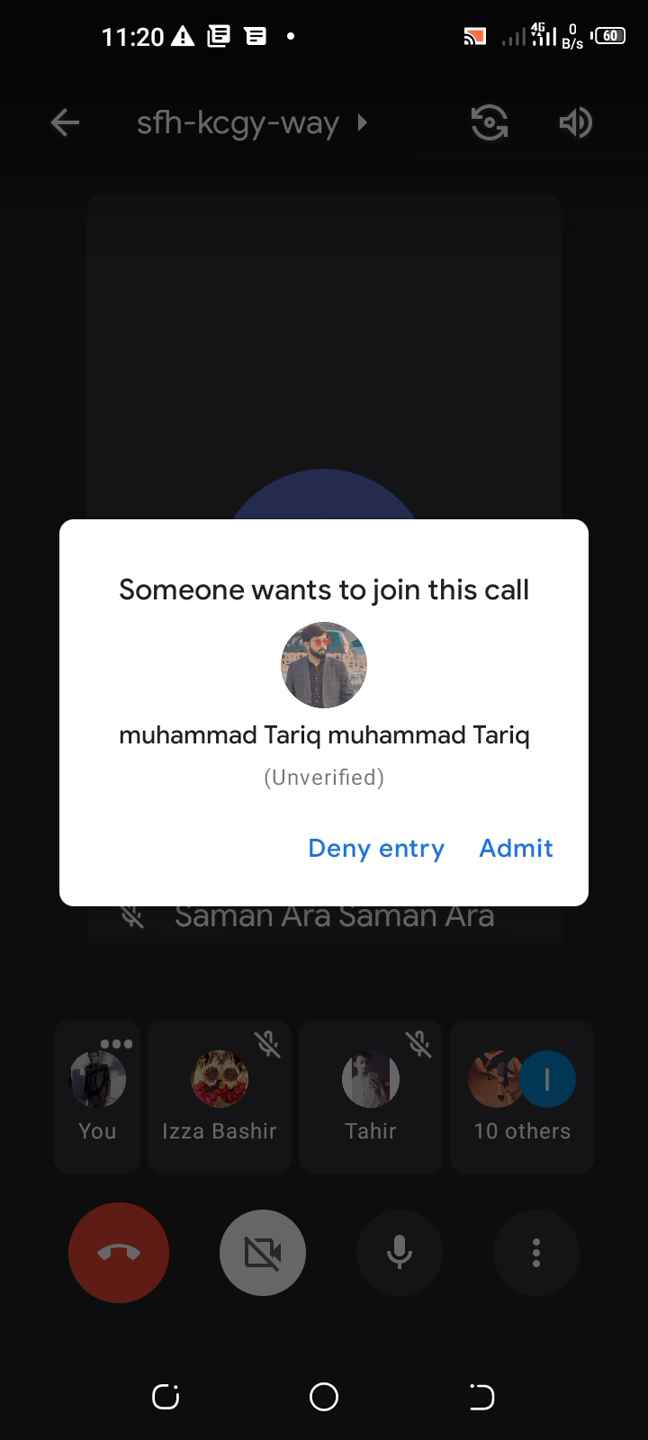 11:20
4G
0
B/s
60
sfh-kcgy-way
Someone wants to join this call
muhammad Tariq muhammad Tariq
(Unverified)
Deny entry
Admit
Saman Ara Saman Ara
You
Izza Bashir
Tahir
I
10 others